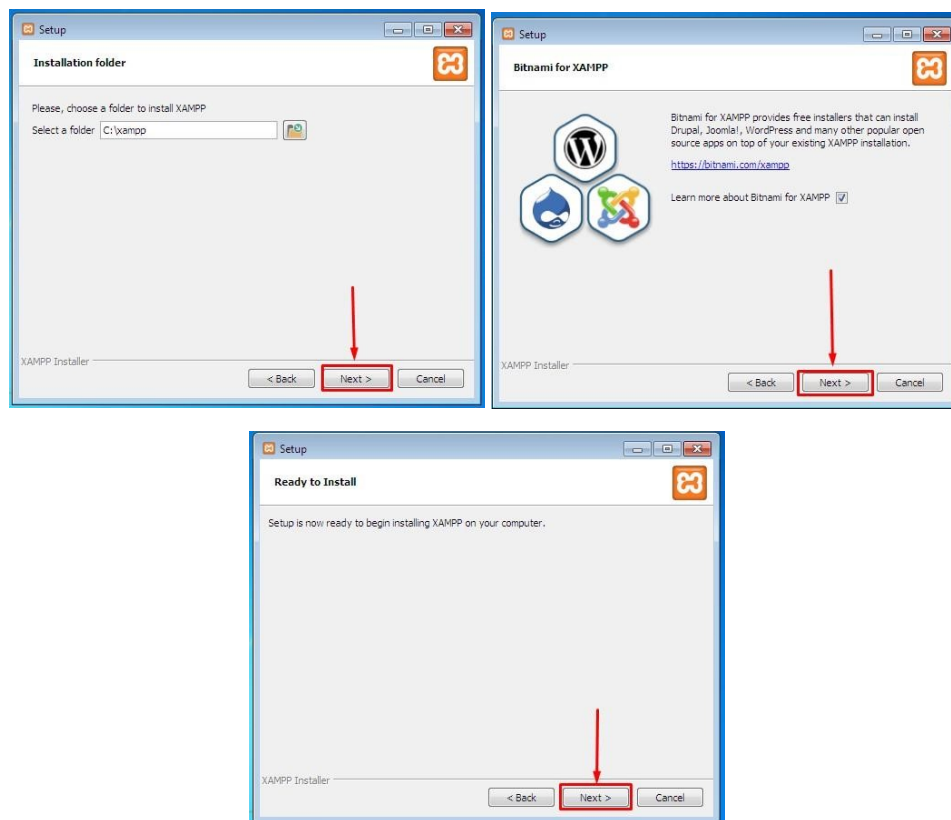 Setup
Installation folder
Please, choose a folder to install XAMPP
Select a folder C:\xampp
XAMPP Installer
< Back Next > Cancel
Setup
Bitnami for XAMPP
Bitnami for XAMPP provides free installers that can install
Drupal, Joomla!, WordPress and many other popular open
source apps on top of your existing XAMPP installation.
https://bitnami.com/xampp
Learn more about Bitnami for XAMPP
XAMPP Installer
< Back Next > Cancel
Setup
Ready to Install
Setup is now ready to begin installing XAMPP on your computer.
XAMPP Installer
< Back Next > Cancel